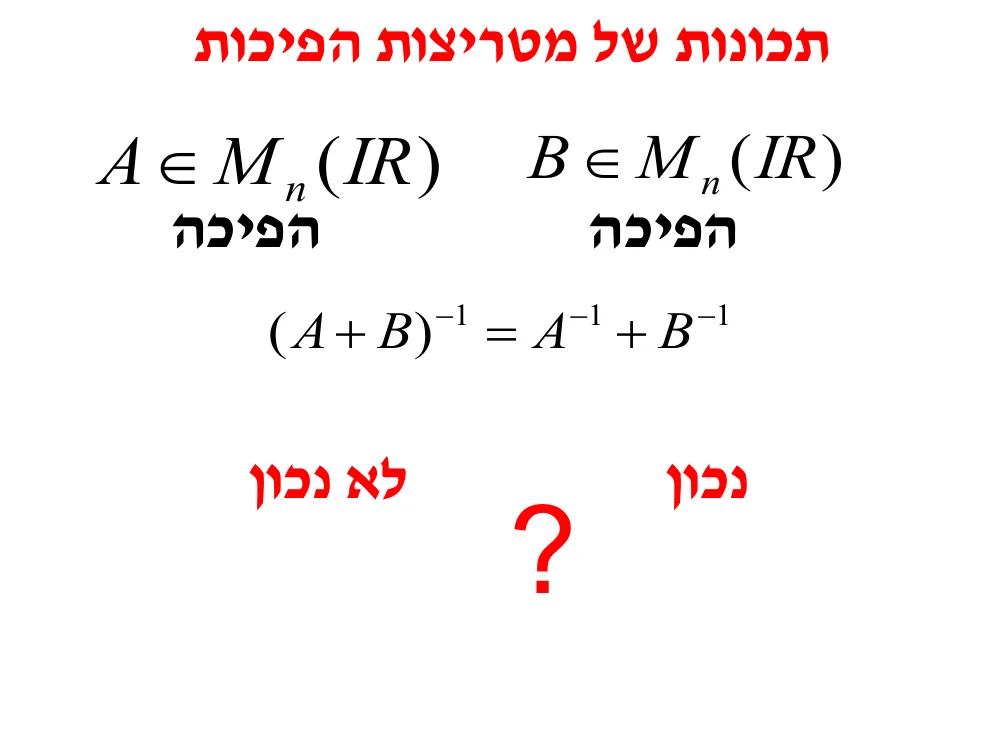 תכונות של מטריצות הפיכות
A ∈ M_n (IR) B ∈ M_n (IR)
הפיכה הפיכה
(A + B)⁻¹ = A⁻¹ + B⁻¹
נכון לא נכון
?